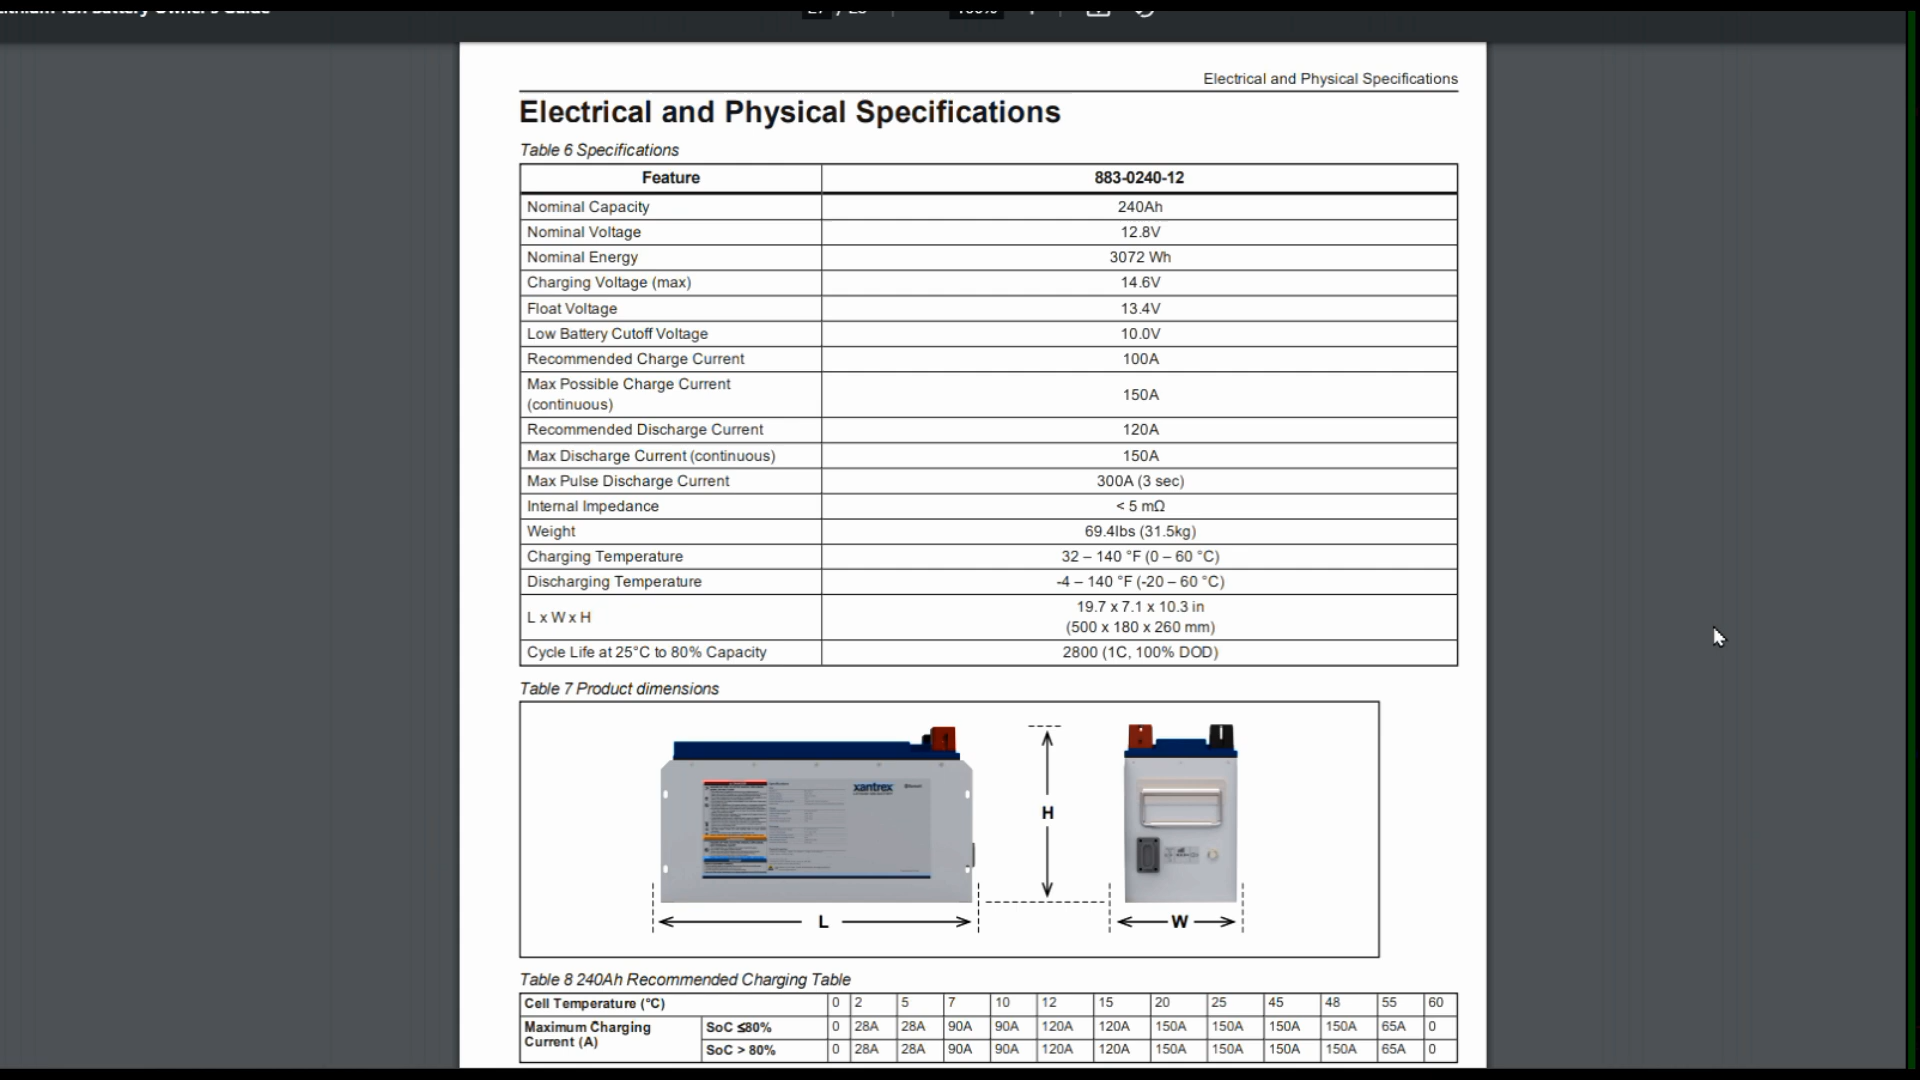 Electrical and Physical Specifications
Electrical and Physical Specifications
Table 6 Specifications
Feature 883-0240-12
Nominal Capacity 240Ah
Nominal Voltage 12.8V
Nominal Energy 3072 Wh
Charging Voltage (max) 14.6V
Float Voltage 13.4V
Low Battery Cutoff Voltage 10.0V
Recommended Charge Current 100A
Max Possible Charge Current
(continuous) 150A
Recommended Discharge Current 120A
Max Discharge Current (continuous) 150A
Max Pulse Discharge Current 300A (3 sec)
Internal Impedance < 5 mΩ
Weight 69.4lbs (31.5kg)
Charging Temperature 32 – 140 °F (0 – 60 °C)
Discharging Temperature -4 – 140 °F (-20 – 60 °C)
L x W x H 19.7 x 7.1 x 10.3 in
(500 x 180 x 260 mm)
Cycle Life at 25°C to 80% Capacity 2800 (1C, 100% DOD)
Table 7 Product dimensions
xantrex
H
L
W
Table 8 240Ah Recommended Charging Table
Cell Temperature (°C) 0 2 5 7 10 12 15 20 25 45 48 55 60
Maximum Charging
Current (A)
SoC ≤80% 0 28A 28A 90A 90A 120A 120A 150A 150A 150A 150A 65A 0
SoC > 80% 0 28A 28A 90A 90A 120A 120A 150A 150A 150A 150A 65A 0